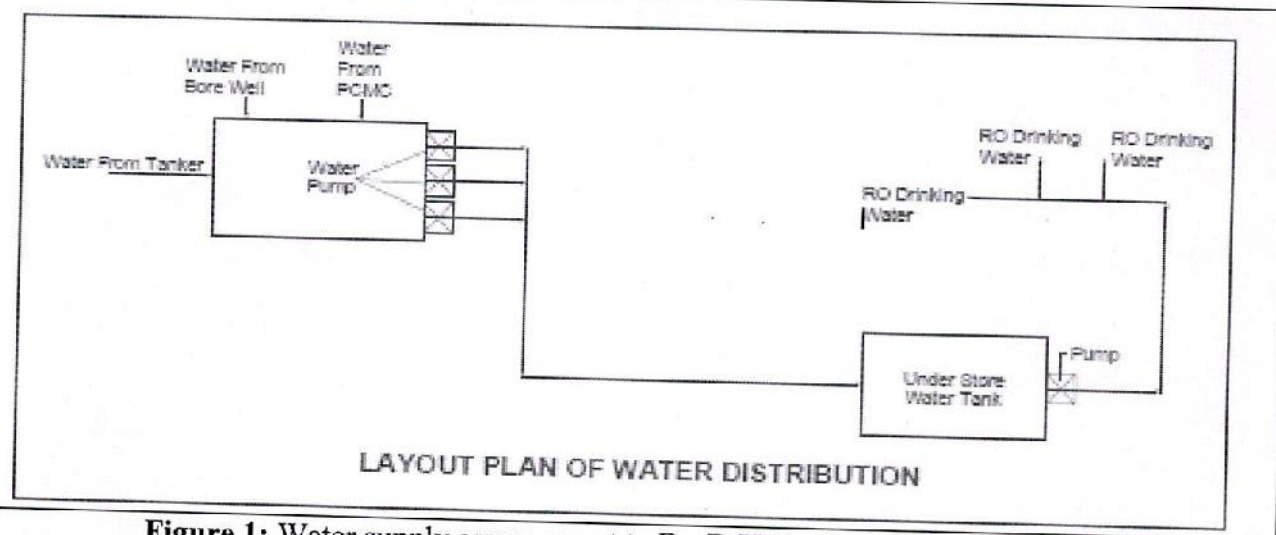 Water From
Bore Well
Water
From
PCMC
Water From Tanker
Water
Pump
RO Drinking
Water
RO Drinking
Water
RO Drinking
Water
Pump
Under Store
Water Tank
LAYOUT PLAN OF WATER DISTRIBUTION
Figure 1: Water supply